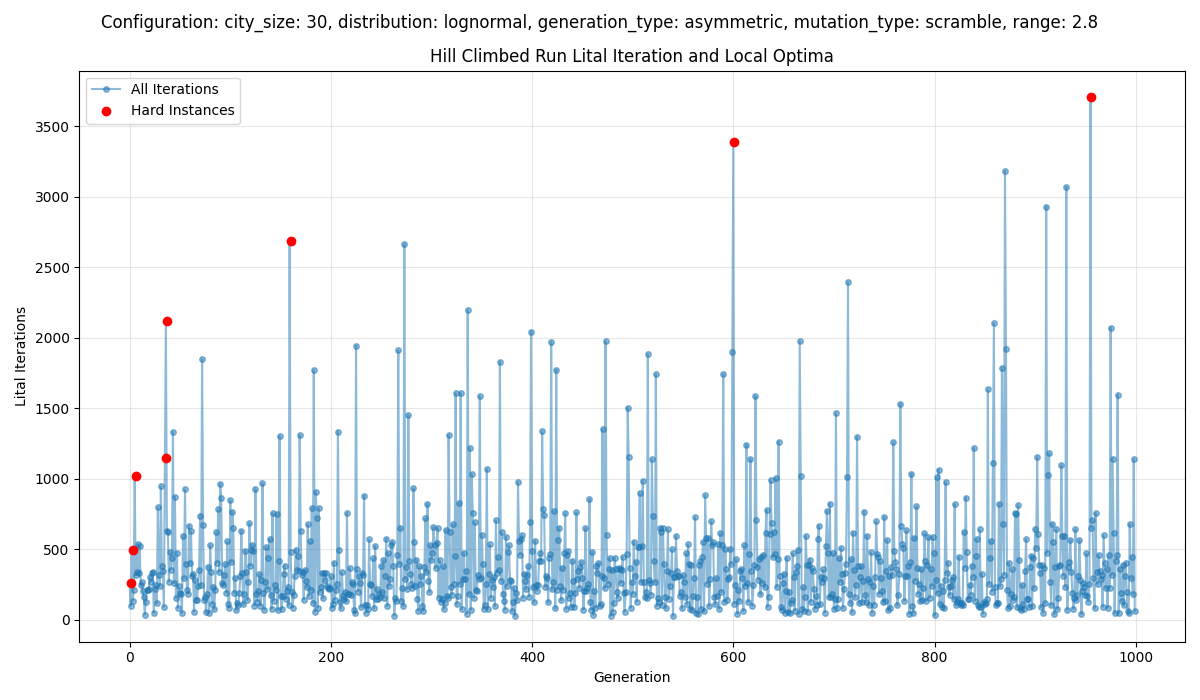 Configuration: city_size: 30, distribution: lognormal, generation_type: asymmetric, mutation_type: scramble, range: 2.8
Hill Climbed Run Lital Iteration and Local Optima
All Iterations
Hard Instances
Lital Iterations
3500
3000
2500
2000
1500
1000
500
0
0 200 400 600 800 1000
Generation